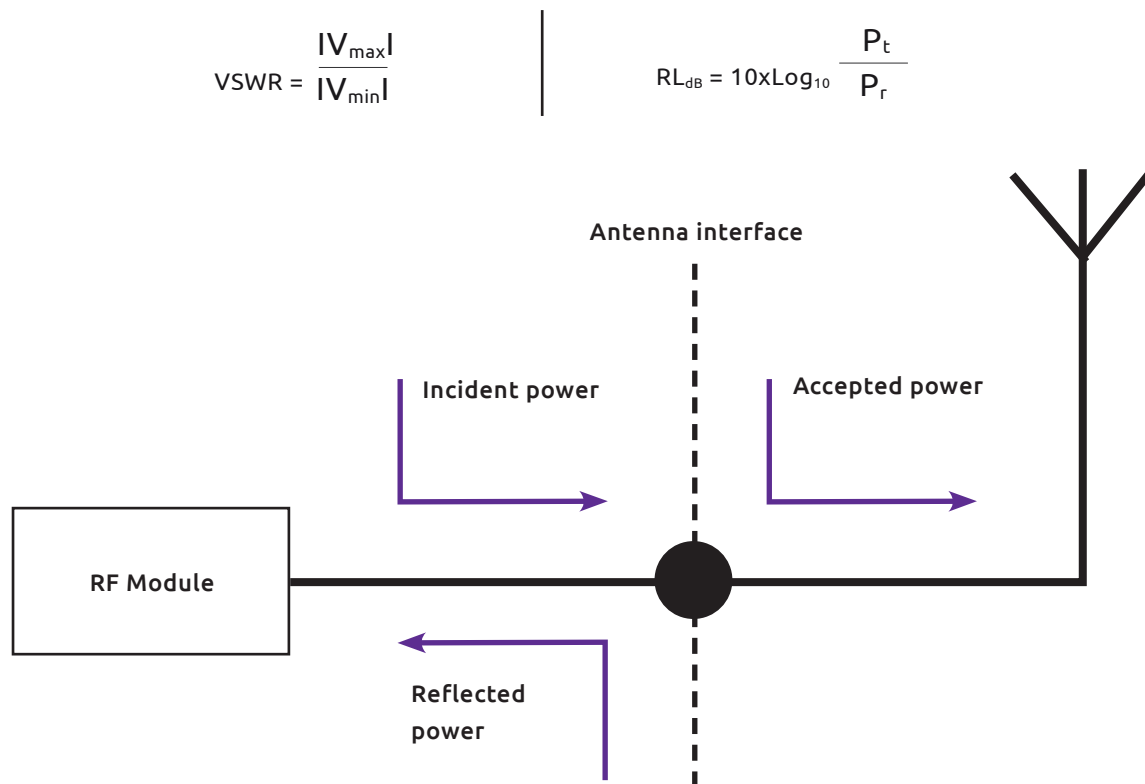 VSWR = |Vmax| / |Vmin|
RLdB = 10xLog10 Pt / Pr
Antenna interface
Incident power
Accepted power
RF Module
Reflected
power